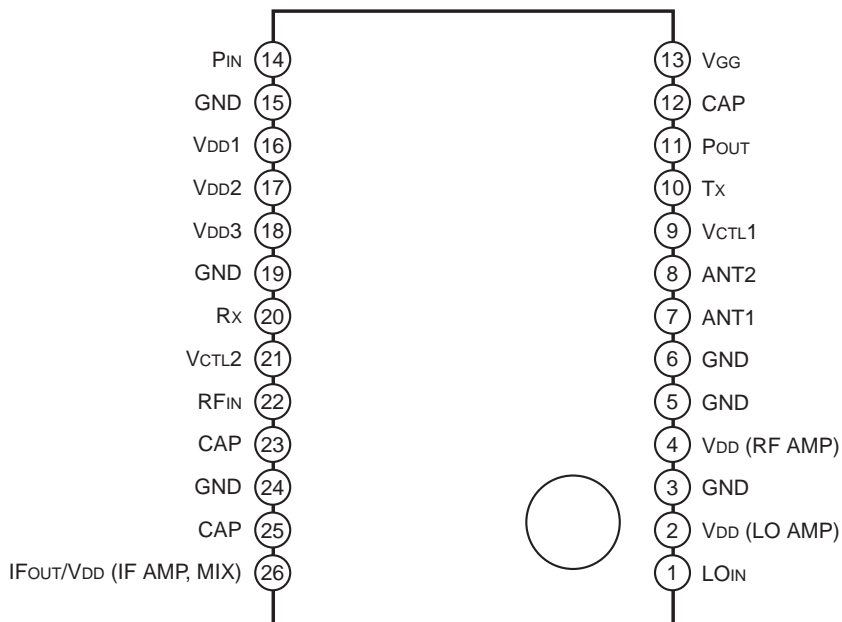 PIN 14 13 VGG
GND 15 12 CAP
VDD1 16 11 POUT
VDD2 17 10 TX
VDD3 18 9 VCTL1
GND 19 8 ANT2
RX 20 7 ANT1
VCTL2 21 6 GND
RFIN 22 5 GND
CAP 23 4 VDD (RF AMP)
GND 24 3 GND
CAP 25 2 VDD (LO AMP)
IFOUT/VDD (IF AMP, MIX) 26 1 LOIN